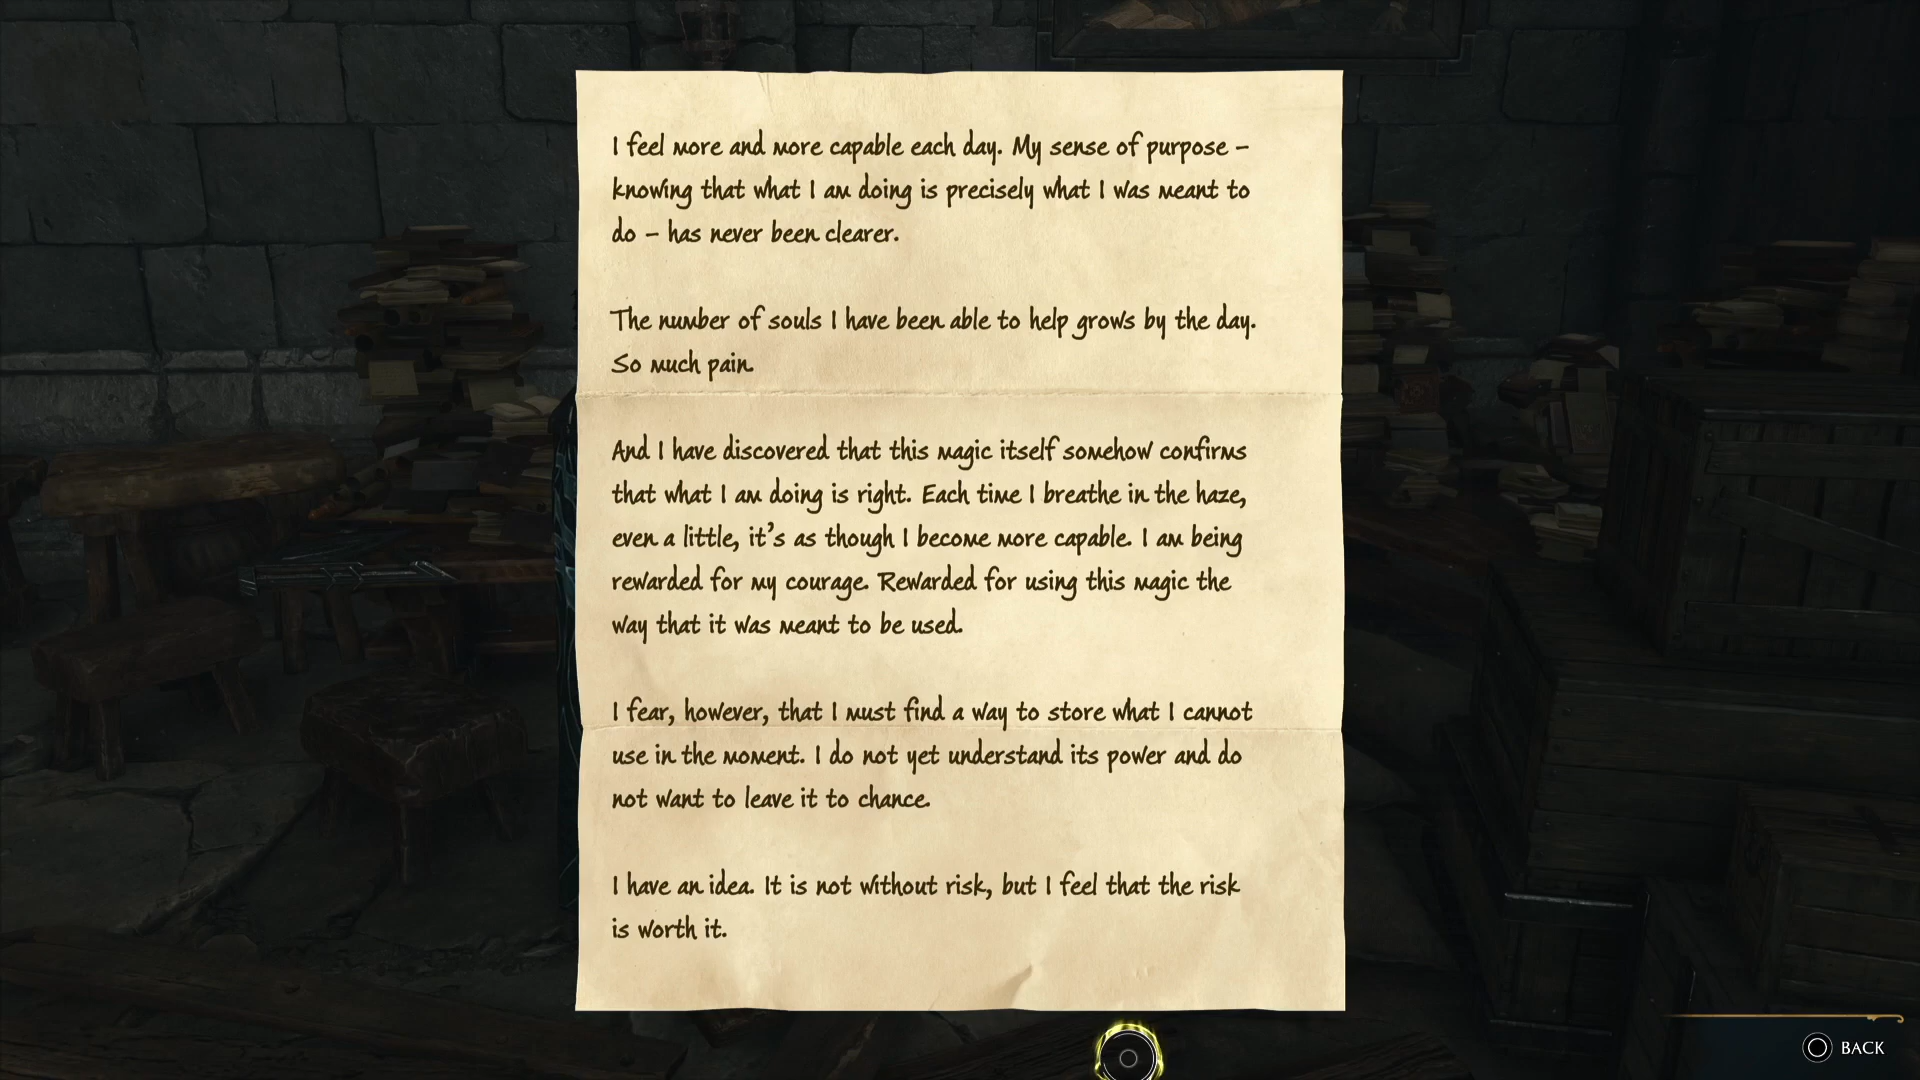 I feel more and more capable each day. My sense of purpose –
knowing that what I am doing is precisely what I was meant to
do – has never been clearer.
The number of souls I have been able to help grows by the day.
So much pain.
And I have discovered that this magic itself somehow confirms
that what I am doing is right. Each time I breathe in the haze,
even a little, it's as though I become more capable. I am being
rewarded for my courage. Rewarded for using this magic the
way that it was meant to be used.
I fear, however, that I must find a way to store what I cannot
use in the moment. I do not yet understand its power and do
not want to leave it to chance.
I have an idea. It is not without risk, but I feel that the risk
is worth it.
BACK